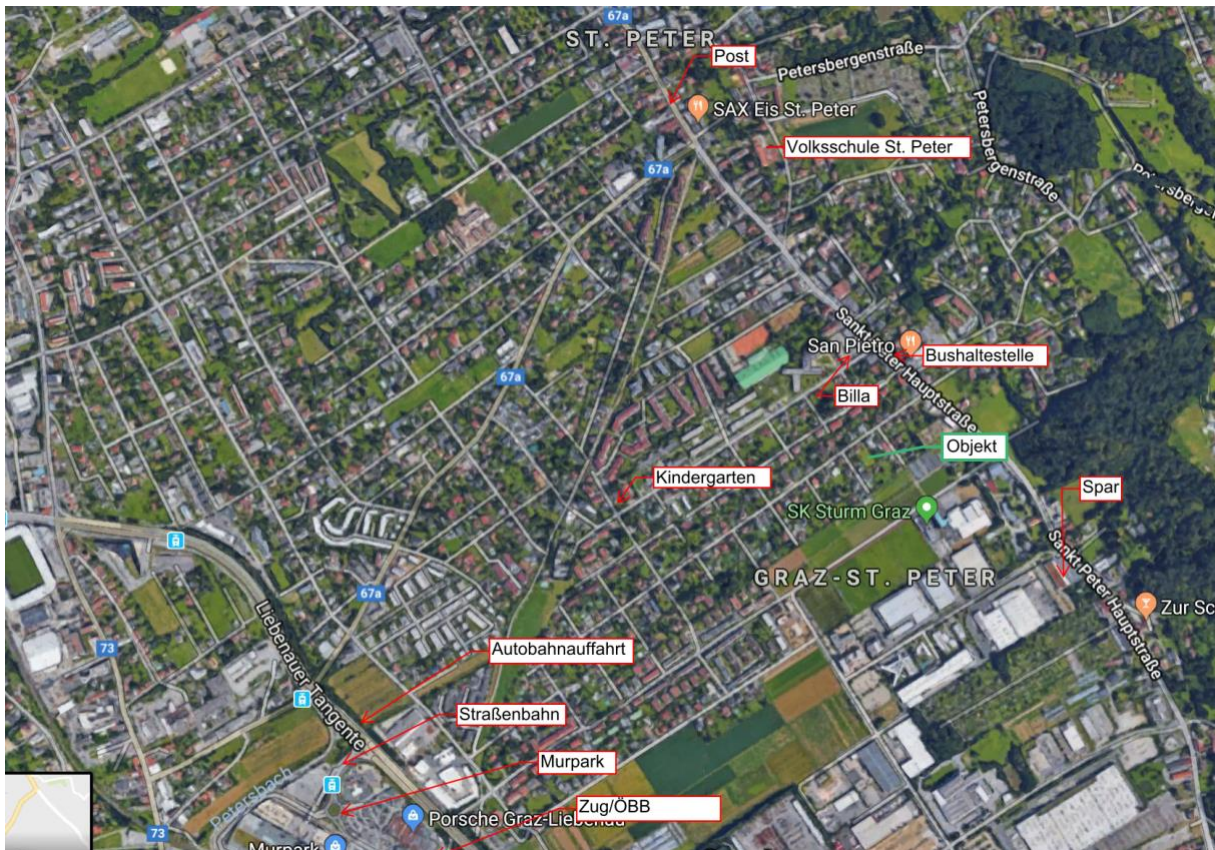 67a
ST. PETER
Post
Petersbergenstraße
SAX Eis St. Peter
Volksschule St. Peter
Petersbergenstraße
67a
Sankt-Peter Hauptstraße
San Pietro
Bushaltestelle
67a
Billa
Objekt
Kindergarten
Spar
SK Sturm Graz
GRAZ-ST. PETER
Sankt-Peter Hauptstraße
67a
Zur Sc
Liebenauer Tangente
73
Autobahnauffahrt
Straßenbahn
Murpark
Petersbach
Zug/ÖBB
Porsche Graz-Liebenau
73
Murpark